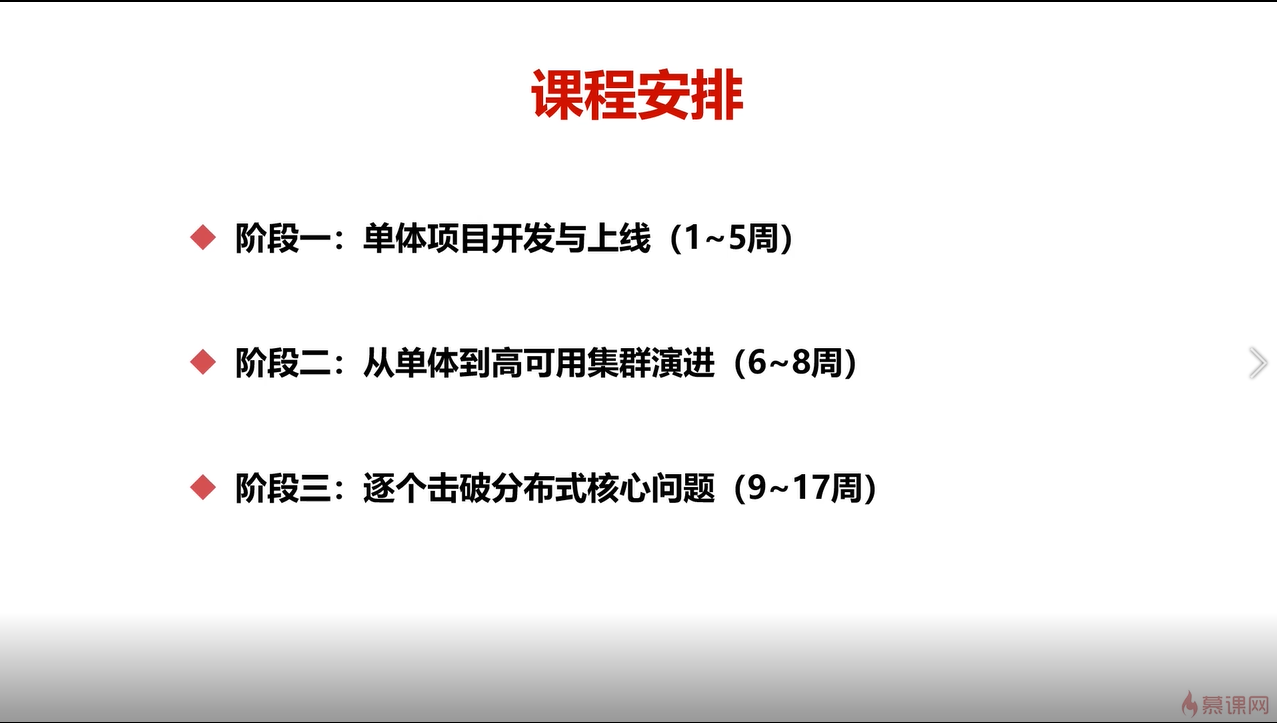 课程安排
阶段一：单体项目开发与上线（1~5周）
阶段二：从单体到高可用集群演进（6~8周）
阶段三：逐个击破分布式核心问题（9~17周）
慕课网